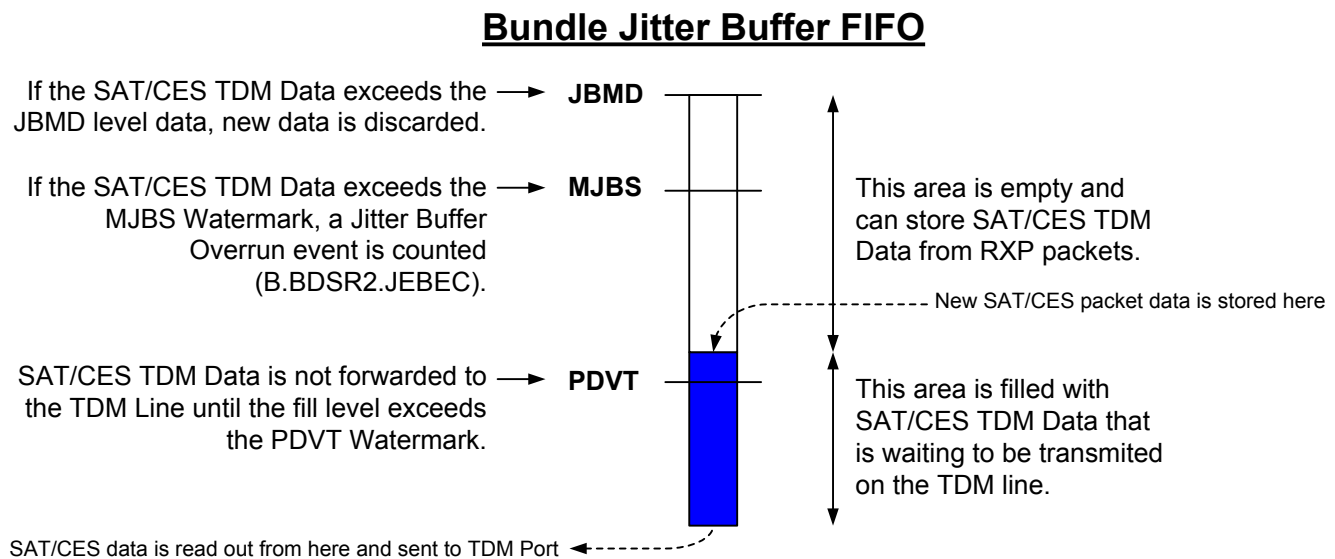 Bundle Jitter Buffer FIFO
If the SAT/CES TDM Data exceeds the
JBMD level data, new data is discarded.
JBMD
If the SAT/CES TDM Data exceeds the
MJBS Watermark, a Jitter Buffer
Overrun event is counted
(B.BDSR2.JEBEC).
MJBS
This area is empty and
can store SAT/CES TDM
Data from RXP packets.
New SAT/CES packet data is stored here
SAT/CES TDM Data is not forwarded to
the TDM Line until the fill level exceeds
the PDVT Watermark.
PDVT
This area is filled with
SAT/CES TDM Data that
is waiting to be transmited
on the TDM line.
SAT/CES data is read out from here and sent to TDM Port